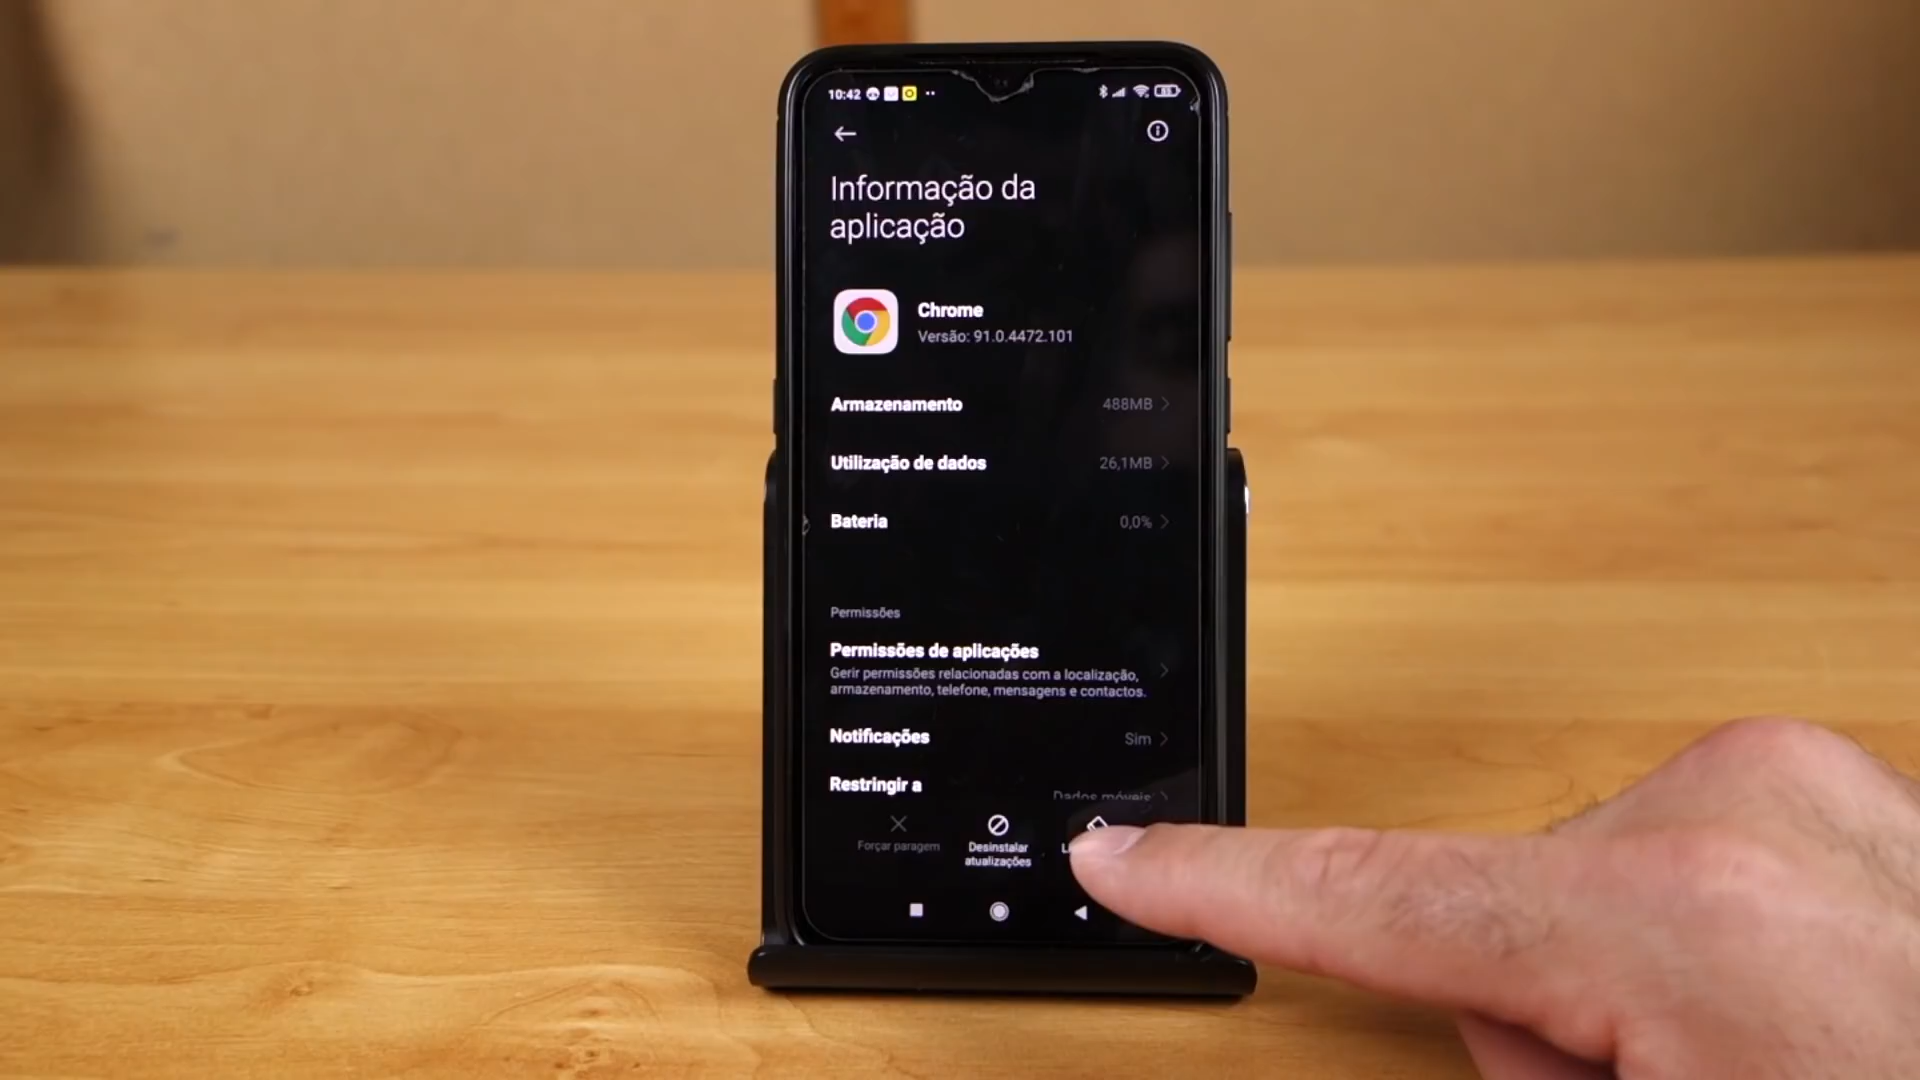 10:42
Informação da
aplicação
Chrome
Versão: 91.0.4472.101
Armazenamento 488MB
Utilização de dados 26,1MB
Bateria 0,0%
Permissões
Permissões de aplicações
Gerir permissões relacionadas com a localização,
armazenamento, telefone, mensagens e contactos.
Notificações Sim
Restringir a Dados móveis
Forçar paragem
Desinstalar
atualizações